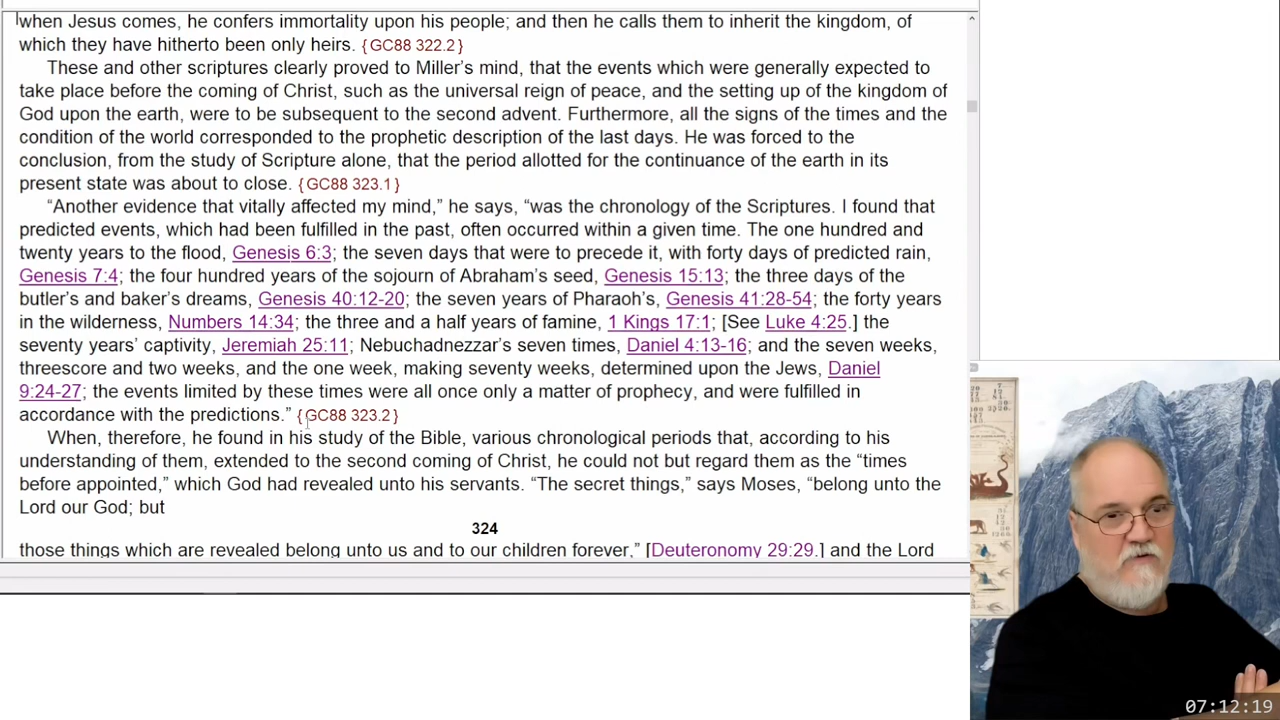 when Jesus comes, he confers immortality upon his people; and then he calls them to inherit the kingdom, of
which they have hitherto been only heirs. {GC88 322.2}
These and other scriptures clearly proved to Miller’s mind, that the events which were generally expected to
take place before the coming of Christ, such as the universal reign of peace, and the setting up of the kingdom of
God upon the earth, were to be subsequent to the second advent. Furthermore, all the signs of the times and the
condition of the world corresponded to the prophetic description of the last days. He was forced to the
conclusion, from the study of Scripture alone, that the period allotted for the continuance of the earth in its
present state was about to close. {GC88 323.1}
“Another evidence that vitally affected my mind,” he says, “was the chronology of the Scriptures. I found that
predicted events, which had been fulfilled in the past, often occurred within a given time. The one hundred and
twenty years to the flood, Genesis 6:3; the seven days that were to precede it, with forty days of predicted rain,
Genesis 7:4; the four hundred years of the sojourn of Abraham’s seed, Genesis 15:13; the three days of the
butler’s and baker’s dreams, Genesis 40:12-20; the seven years of Pharaoh’s, Genesis 41:28-54; the forty years
in the wilderness, Numbers 14:34; the three and a half years of famine, 1 Kings 17:1; [See Luke 4:25.] the
seventy years’ captivity, Jeremiah 25:11; Nebuchadnezzar’s seven times, Daniel 4:13-16; and the seven weeks,
threescore and two weeks, and the one week, making seventy weeks, determined upon the Jews, Daniel
9:24-27; the events limited by these times were all once only a matter of prophecy, and were fulfilled in
accordance with the predictions.” {GC88 323.2}
When, therefore, he found in his study of the Bible, various chronological periods that, according to his
understanding of them, extended to the second coming of Christ, he could not but regard them as the “times
before appointed,” which God had revealed unto his servants. “The secret things,” says Moses, “belong unto the
Lord our God; but
324
those things which are revealed belong unto us and to our children forever,” [Deuteronomy 29:29.] and the Lord
07:12:19